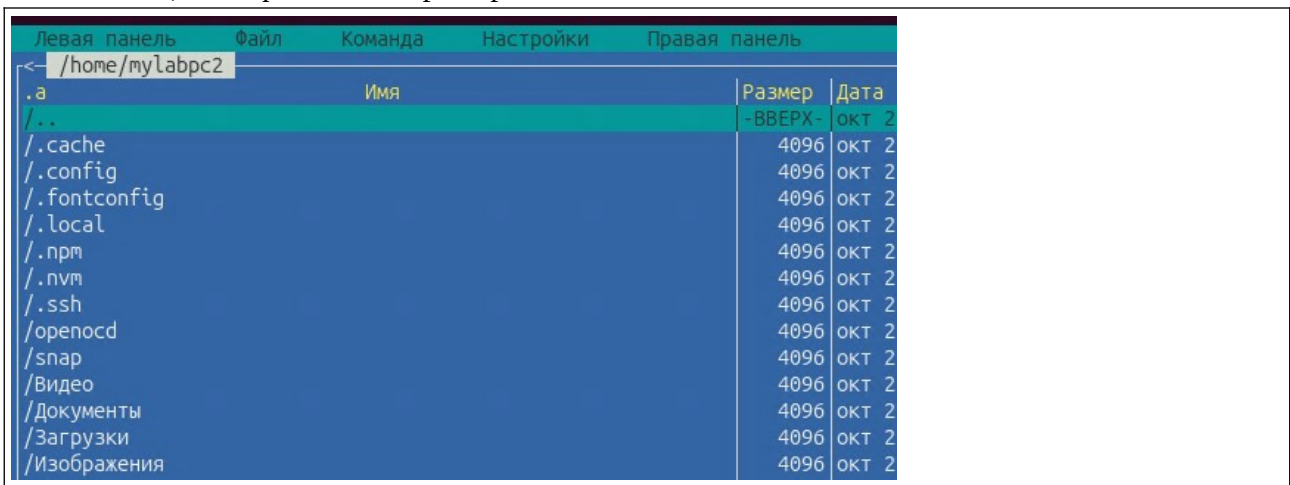 Левая панель Файл Команда Настройки Правая панель
<- /home/mylabpc2
.а Имя Размер Дата
/.. -ВВЕРХ- окт 2
/.cache 4096 окт 2
/.config 4096 окт 2
/.fontconfig 4096 окт 2
/.local 4096 окт 2
/.npm 4096 окт 2
/.nvm 4096 окт 2
/.ssh 4096 окт 2
/openocd 4096 окт 2
/snap 4096 окт 2
/Видео 4096 окт 2
/Документы 4096 окт 2
/Загрузки 4096 окт 2
/Изображения 4096 окт 2